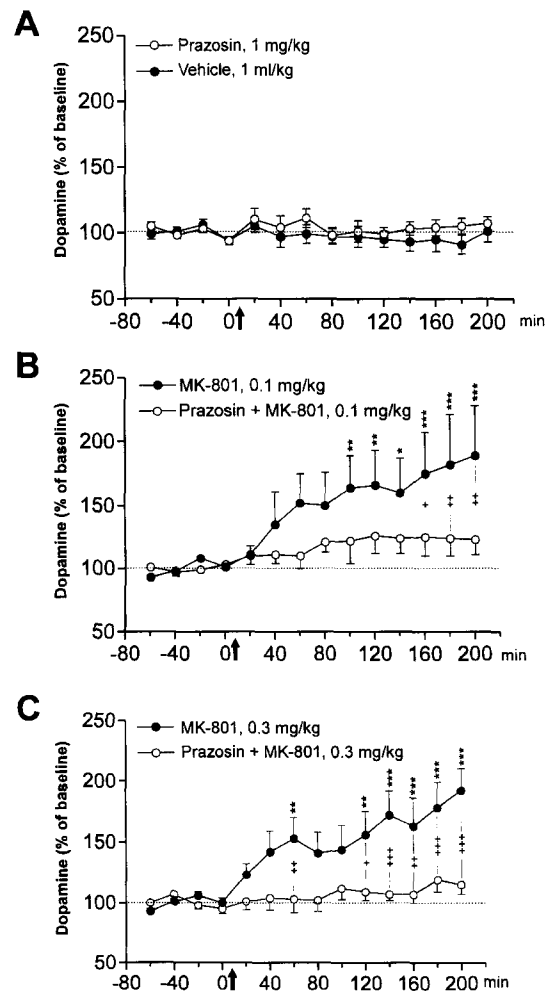 A
250
Prazosin, 1 mg/kg
Vehicle, 1 ml/kg
200
150
100
50
Dopamine (% of baseline)
-80 -40 0 40 80 120 160 200 min
B
250
MK-801, 0.1 mg/kg
Prazosin + MK-801, 0.1 mg/kg
200
150
100
50
Dopamine (% of baseline)
** ** * *** *** ***
+ ++ ++
-80 -40 0 40 80 120 160 200 min
C
250
MK-801, 0.3 mg/kg
Prazosin + MK-801, 0.3 mg/kg
200
150
100
50
Dopamine (% of baseline)
** ** *** *** *** ***
++ + +++ ++ +++ +++
-80 -40 0 40 80 120 160 200 min